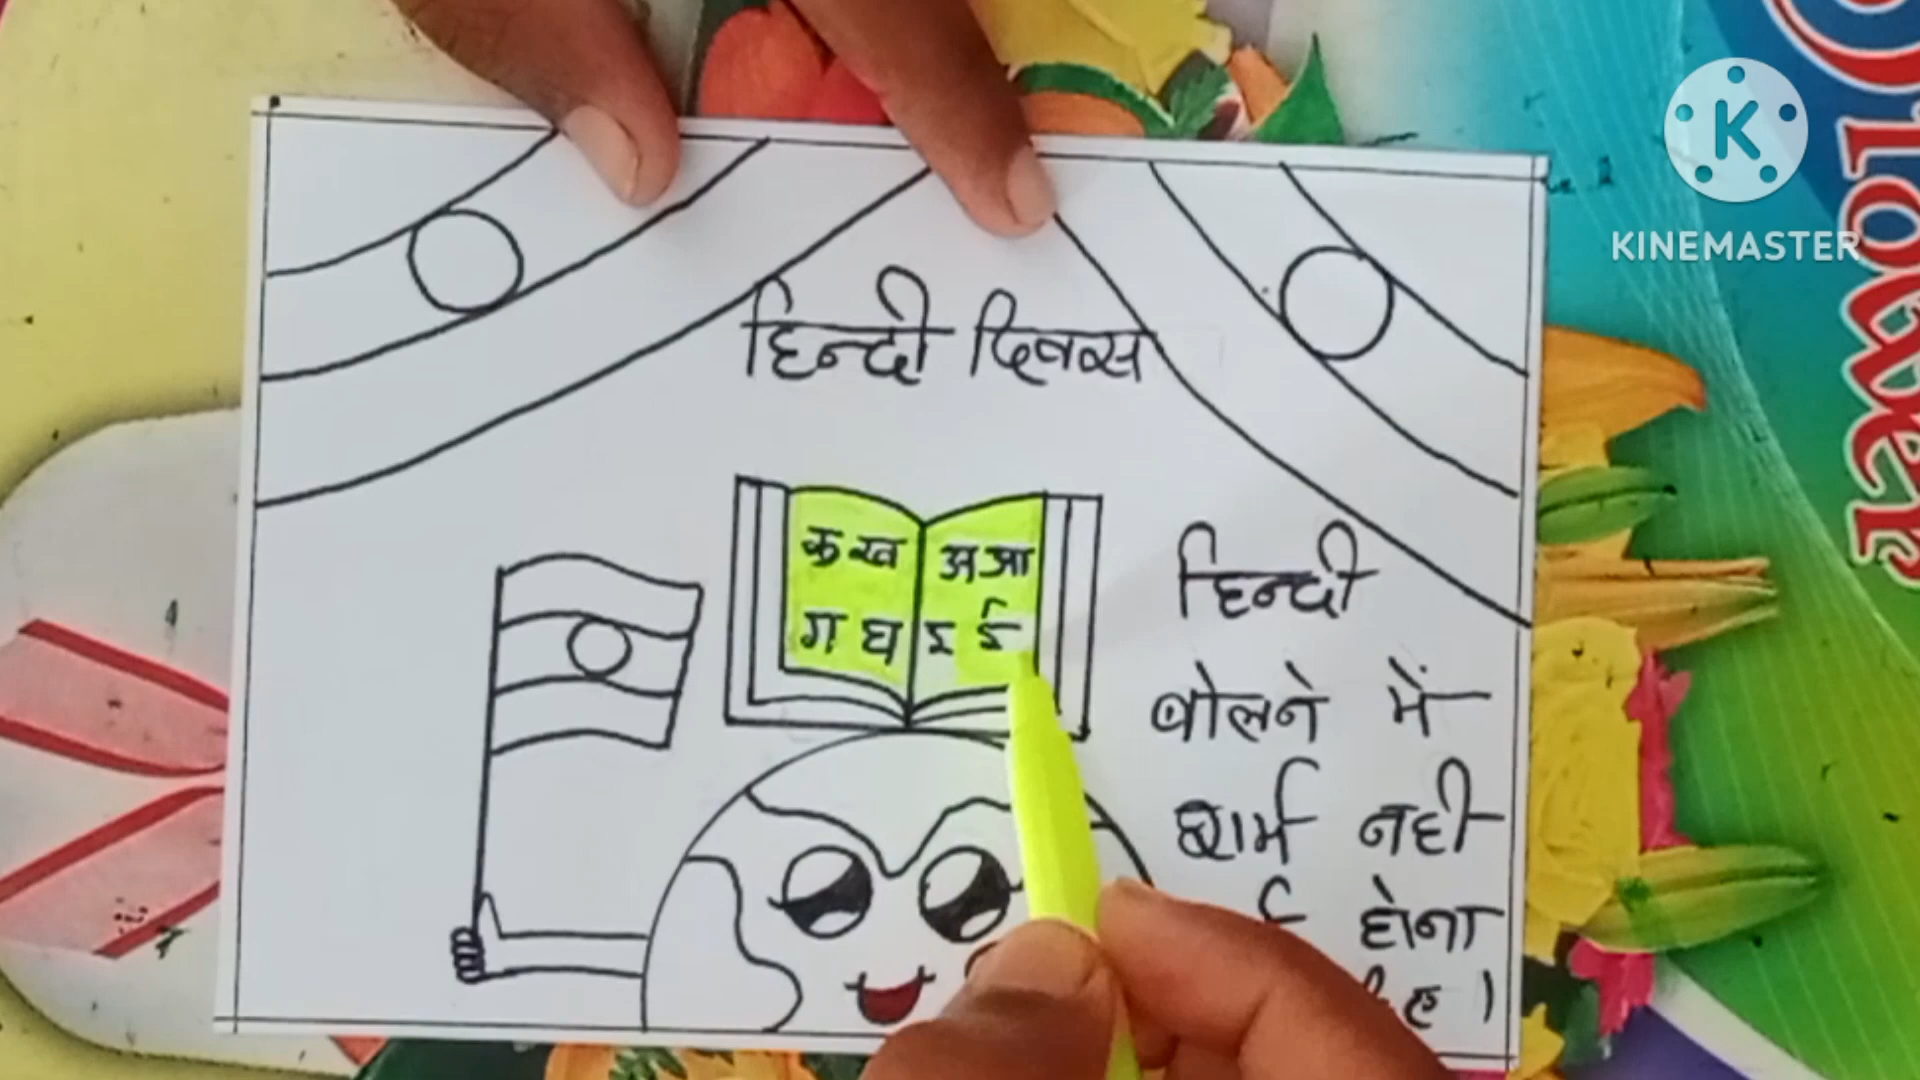 KINEMASTER
हिन्दी दिवस
क ख अ आ
ग घ इ ई
हिन्दी
बोलने में
शर्म नही
होना